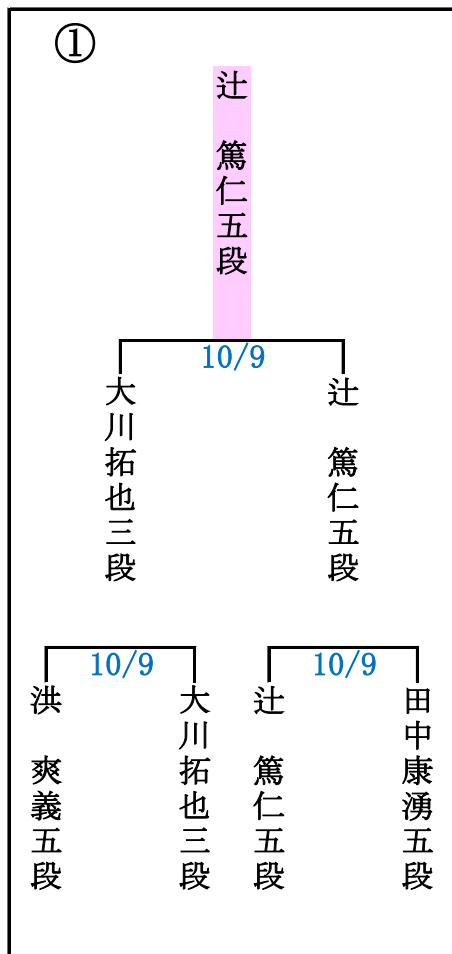 ①
辻 篤仁五段
10/9
大川拓也三段
辻 篤仁五段
10/9
10/9
洪 爽義五段
大川拓也三段
辻 篤仁五段
田中康湧五段